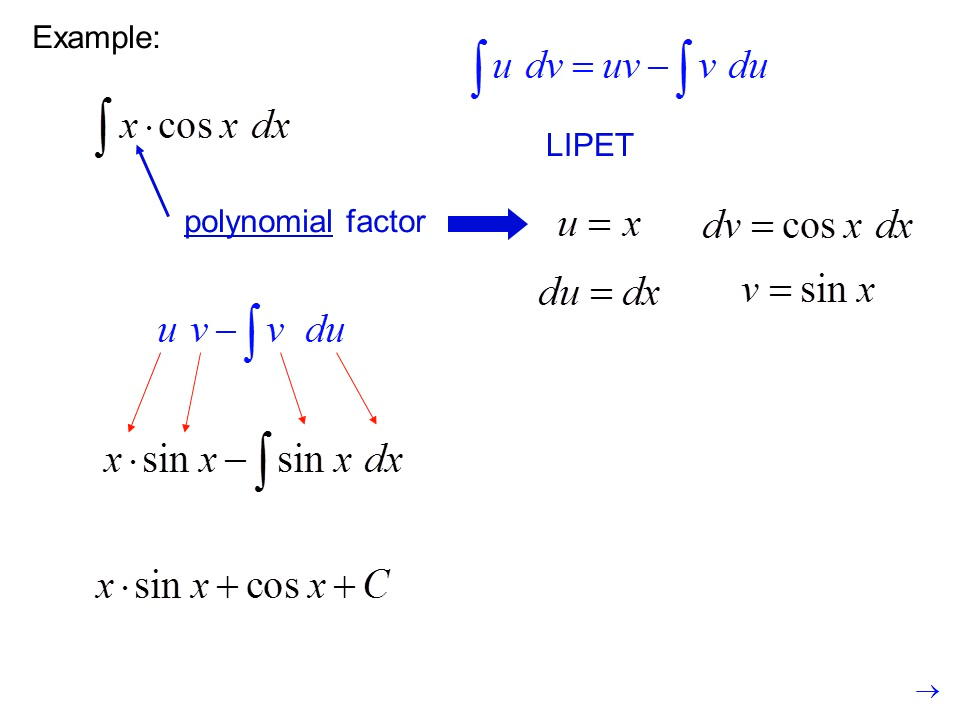 Example:
∫ u dv = uv − ∫ v du
∫ x · cos x dx
LIPET
polynomial factor
u = x
dv = cos x dx
du = dx
v = sin x
u v − ∫ v du
x · sin x − ∫ sin x dx
x · sin x + cos x + C
→